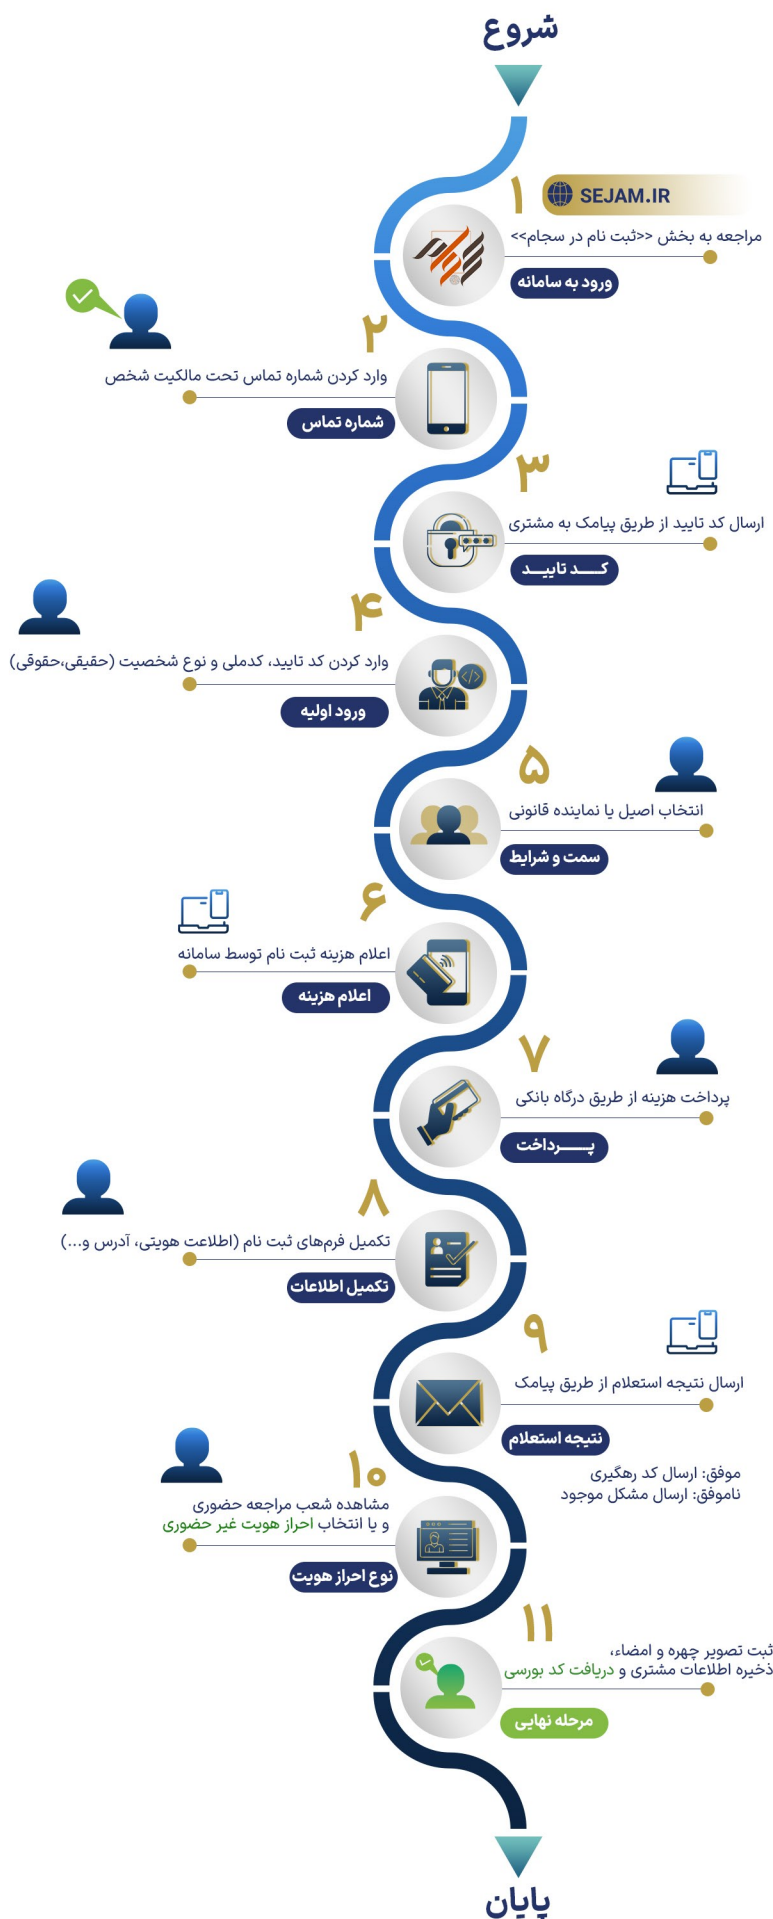 شروع
۱
SEJAM.IR
مراجعه به بخش <<ثبت نام در سجام>>
ورود به سامانه
۲
وارد کردن شماره تماس تحت مالکیت شخص
شماره تماس
۳
ارسال کد تایید از طریق پیامک به مشتری
کـــد تاییـــد
۴
وارد کردن کد تایید، کدملی و نوع شخصیت (حقیقی،حقوقی)
ورود اولیه
۵
انتخاب اصیل یا نماینده قانونی
سمت و شرایط
۶
اعلام هزینه ثبت نام توسط سامانه
اعلام هزینه
۷
پرداخت هزینه از طریق درگاه بانکی
پـــــرداخت
۸
تکمیل فرم‌های ثبت نام (اطلاعت هویتی، آدرس و...)
تکمیل اطلاعات
۹
ارسال نتیجه استعلام از طریق پیامک
نتیجه استعلام
موفق: ارسال کد رهگیری
ناموفق: ارسال مشکل موجود
۱۰
مشاهده شعب مراجعه حضوری
و یا انتخاب احراز هویت غیر حضوری
نوع احراز هویت
۱۱
ثبت تصویر چهره و امضاء،
ذخیره اطلاعات مشتری و دریافت کد بورسی
مرحله نهایی
پایان